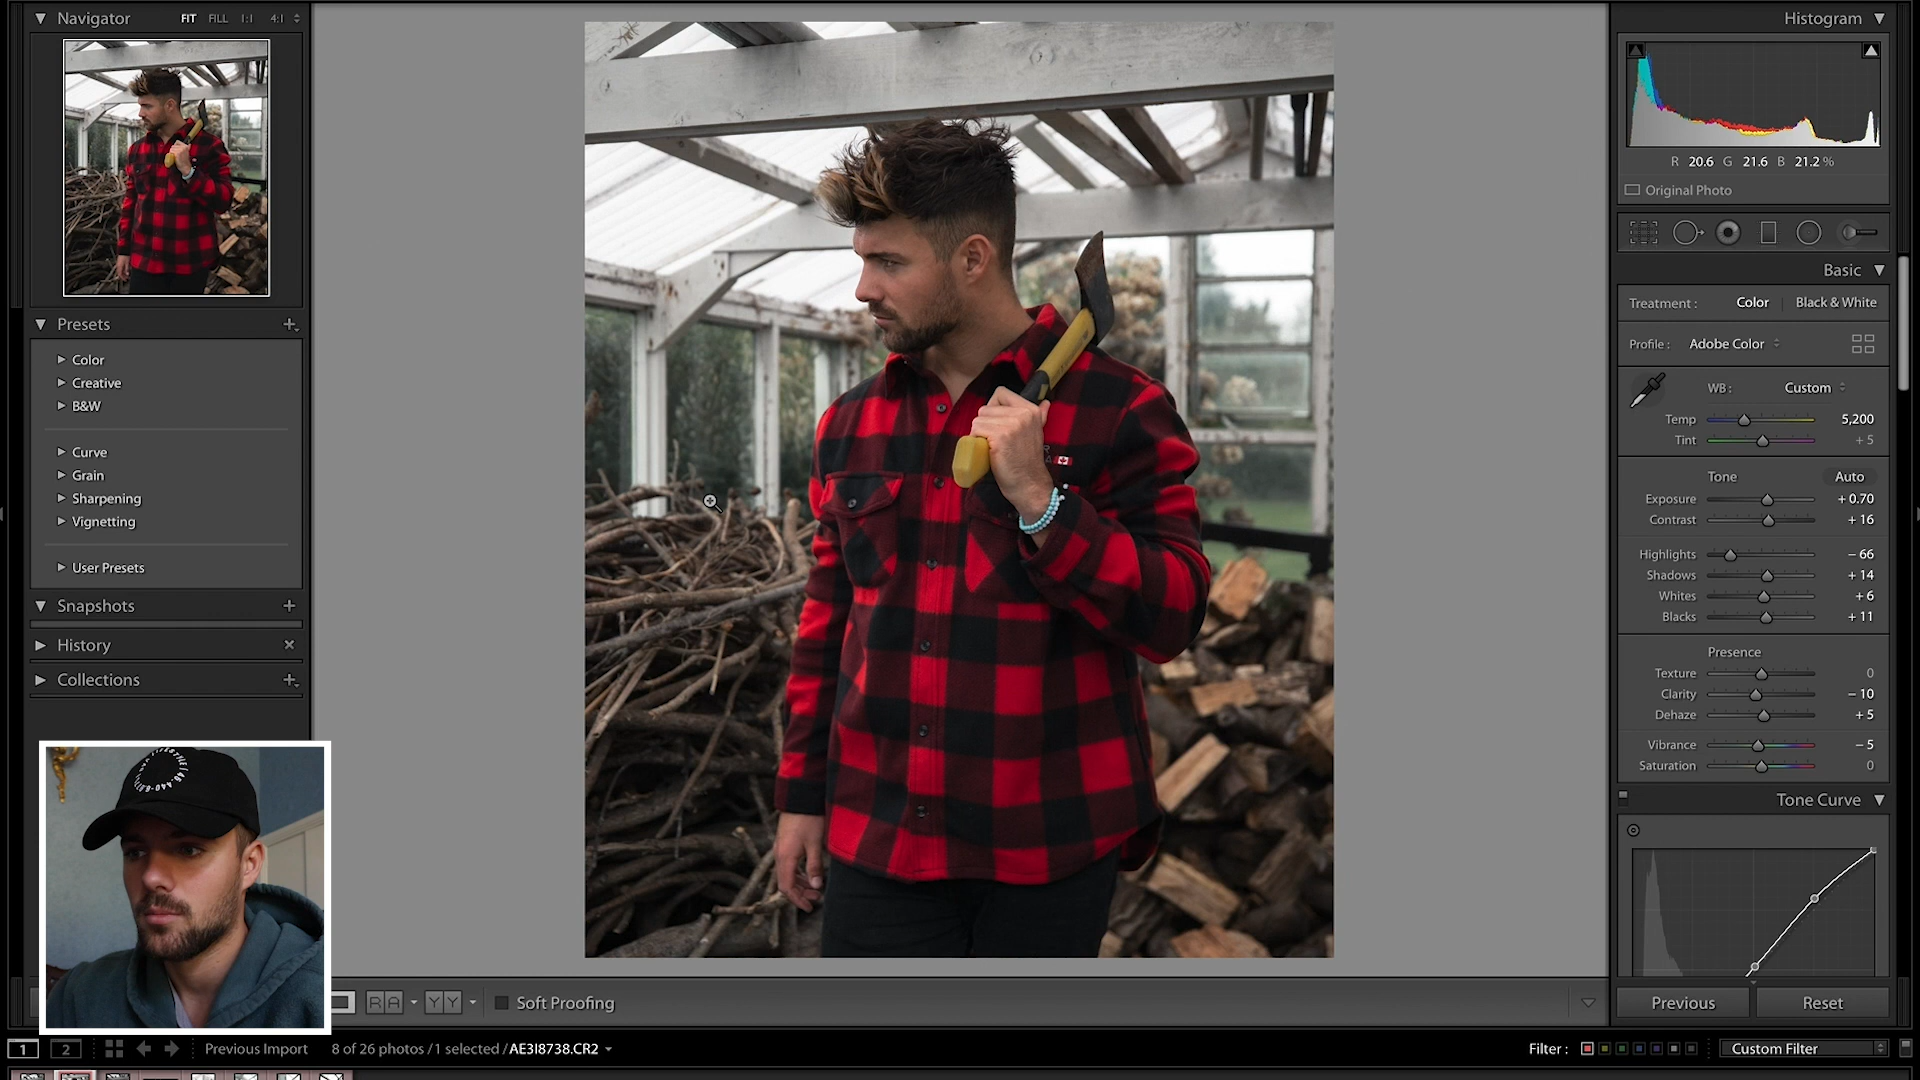 Navigator FIT FILL 1:1 4:1
Presets
Color
Creative
B&W
Curve
Grain
Sharpening
Vignetting
User Presets
Snapshots
History
Collections
Soft Proofing
1 2 Previous Import 8 of 26 photos / 1 selected / AE3I8738.CR2
Filter : Custom Filter
Histogram
R 20.6 G 21.6 B 21.2 %
Original Photo
Basic
Treatment : Color Black & White
Profile : Adobe Color
WB : Custom
Temp 5,200
Tint + 5
Tone Auto
Exposure + 0.70
Contrast + 16
Highlights − 66
Shadows + 14
Whites + 6
Blacks + 11
Presence
Texture 0
Clarity − 10
Dehaze + 5
Vibrance − 5
Saturation 0
Tone Curve
Previous Reset